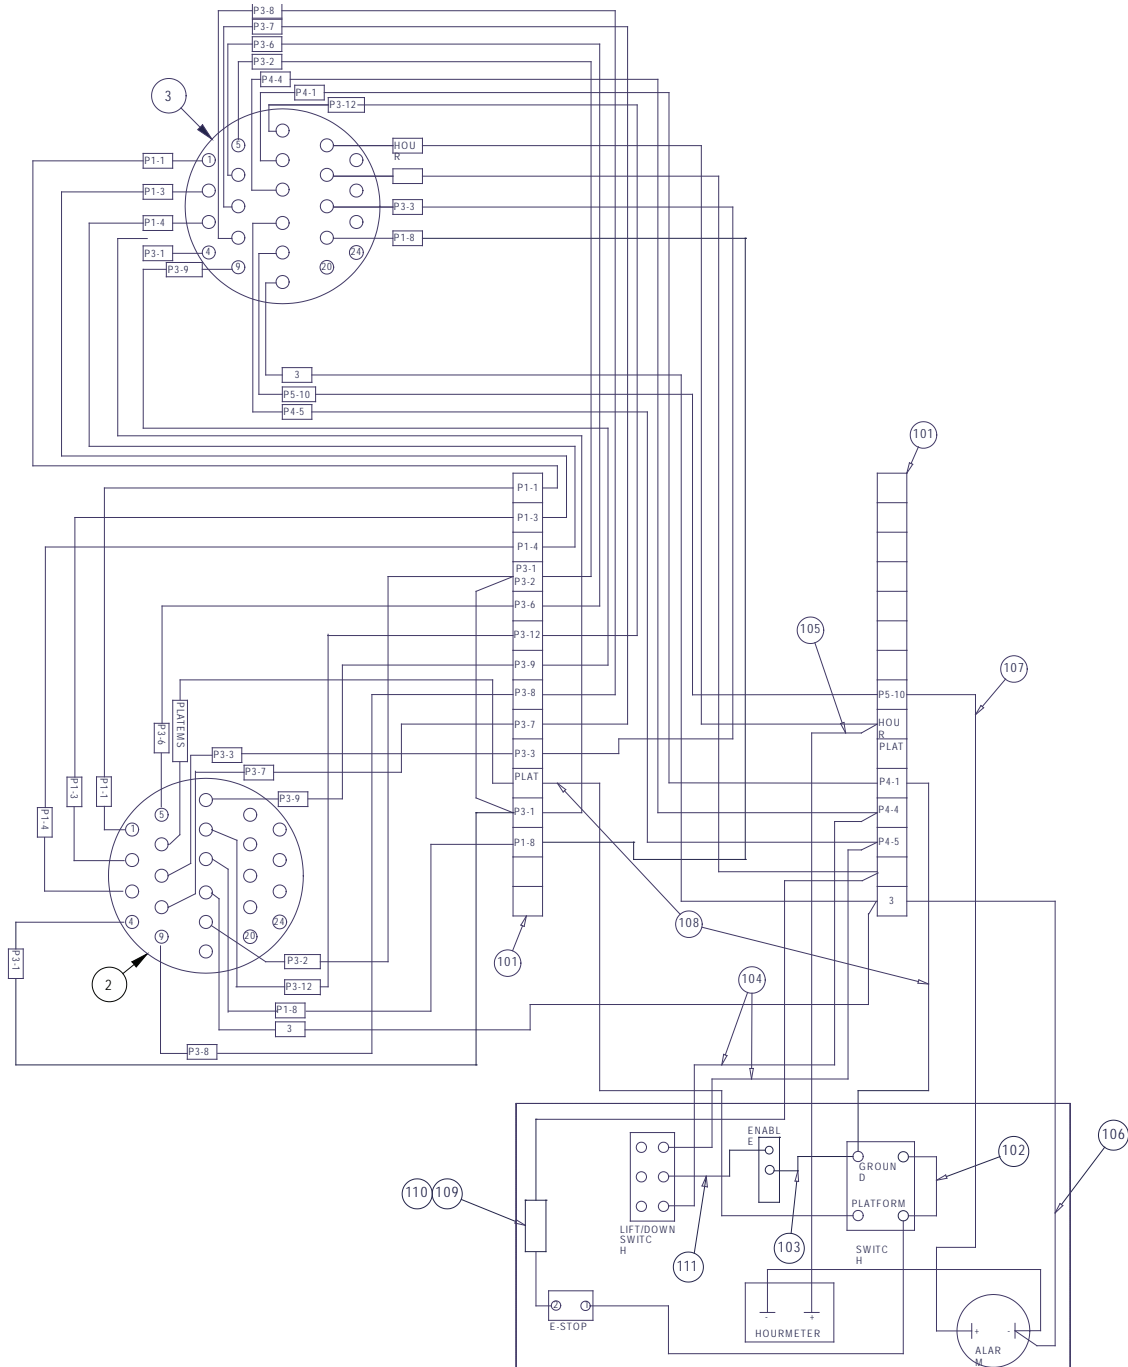 P3-8
P3-7
P3-6
P3-2
P4-4
P4-1
P3-12
3
5
HOU
R
1
P1-1
P1-3
P3-3
P1-4
P1-8
P3-1
4
24
P3-9
9
20
3
P5-10
P4-5
101
P1-1
P1-3
P1-4
P3-1
P3-2
P3-6
P3-12
P3-9
P3-8
P3-7
P3-3
PLAT
P3-1
P1-8
101
105
107
P5-10
HOU
R
PLAT
P4-1
P4-4
P4-5
3
P3-6
PLATEMS
P3-3
P3-7
P1-3
P1-1
P3-9
P1-4
5
1
4
24
9
20
P3-1
2
P3-2
P3-12
P1-8
3
P3-8
108
104
106
ENABL
E
102
GROUN
D
PLATFORM
110
109
LIFT/DOWN
SWITC
H
111
103
SWITC
H
2
1
E-STOP
-
+
HOURMETER
+
-
ALAR
M